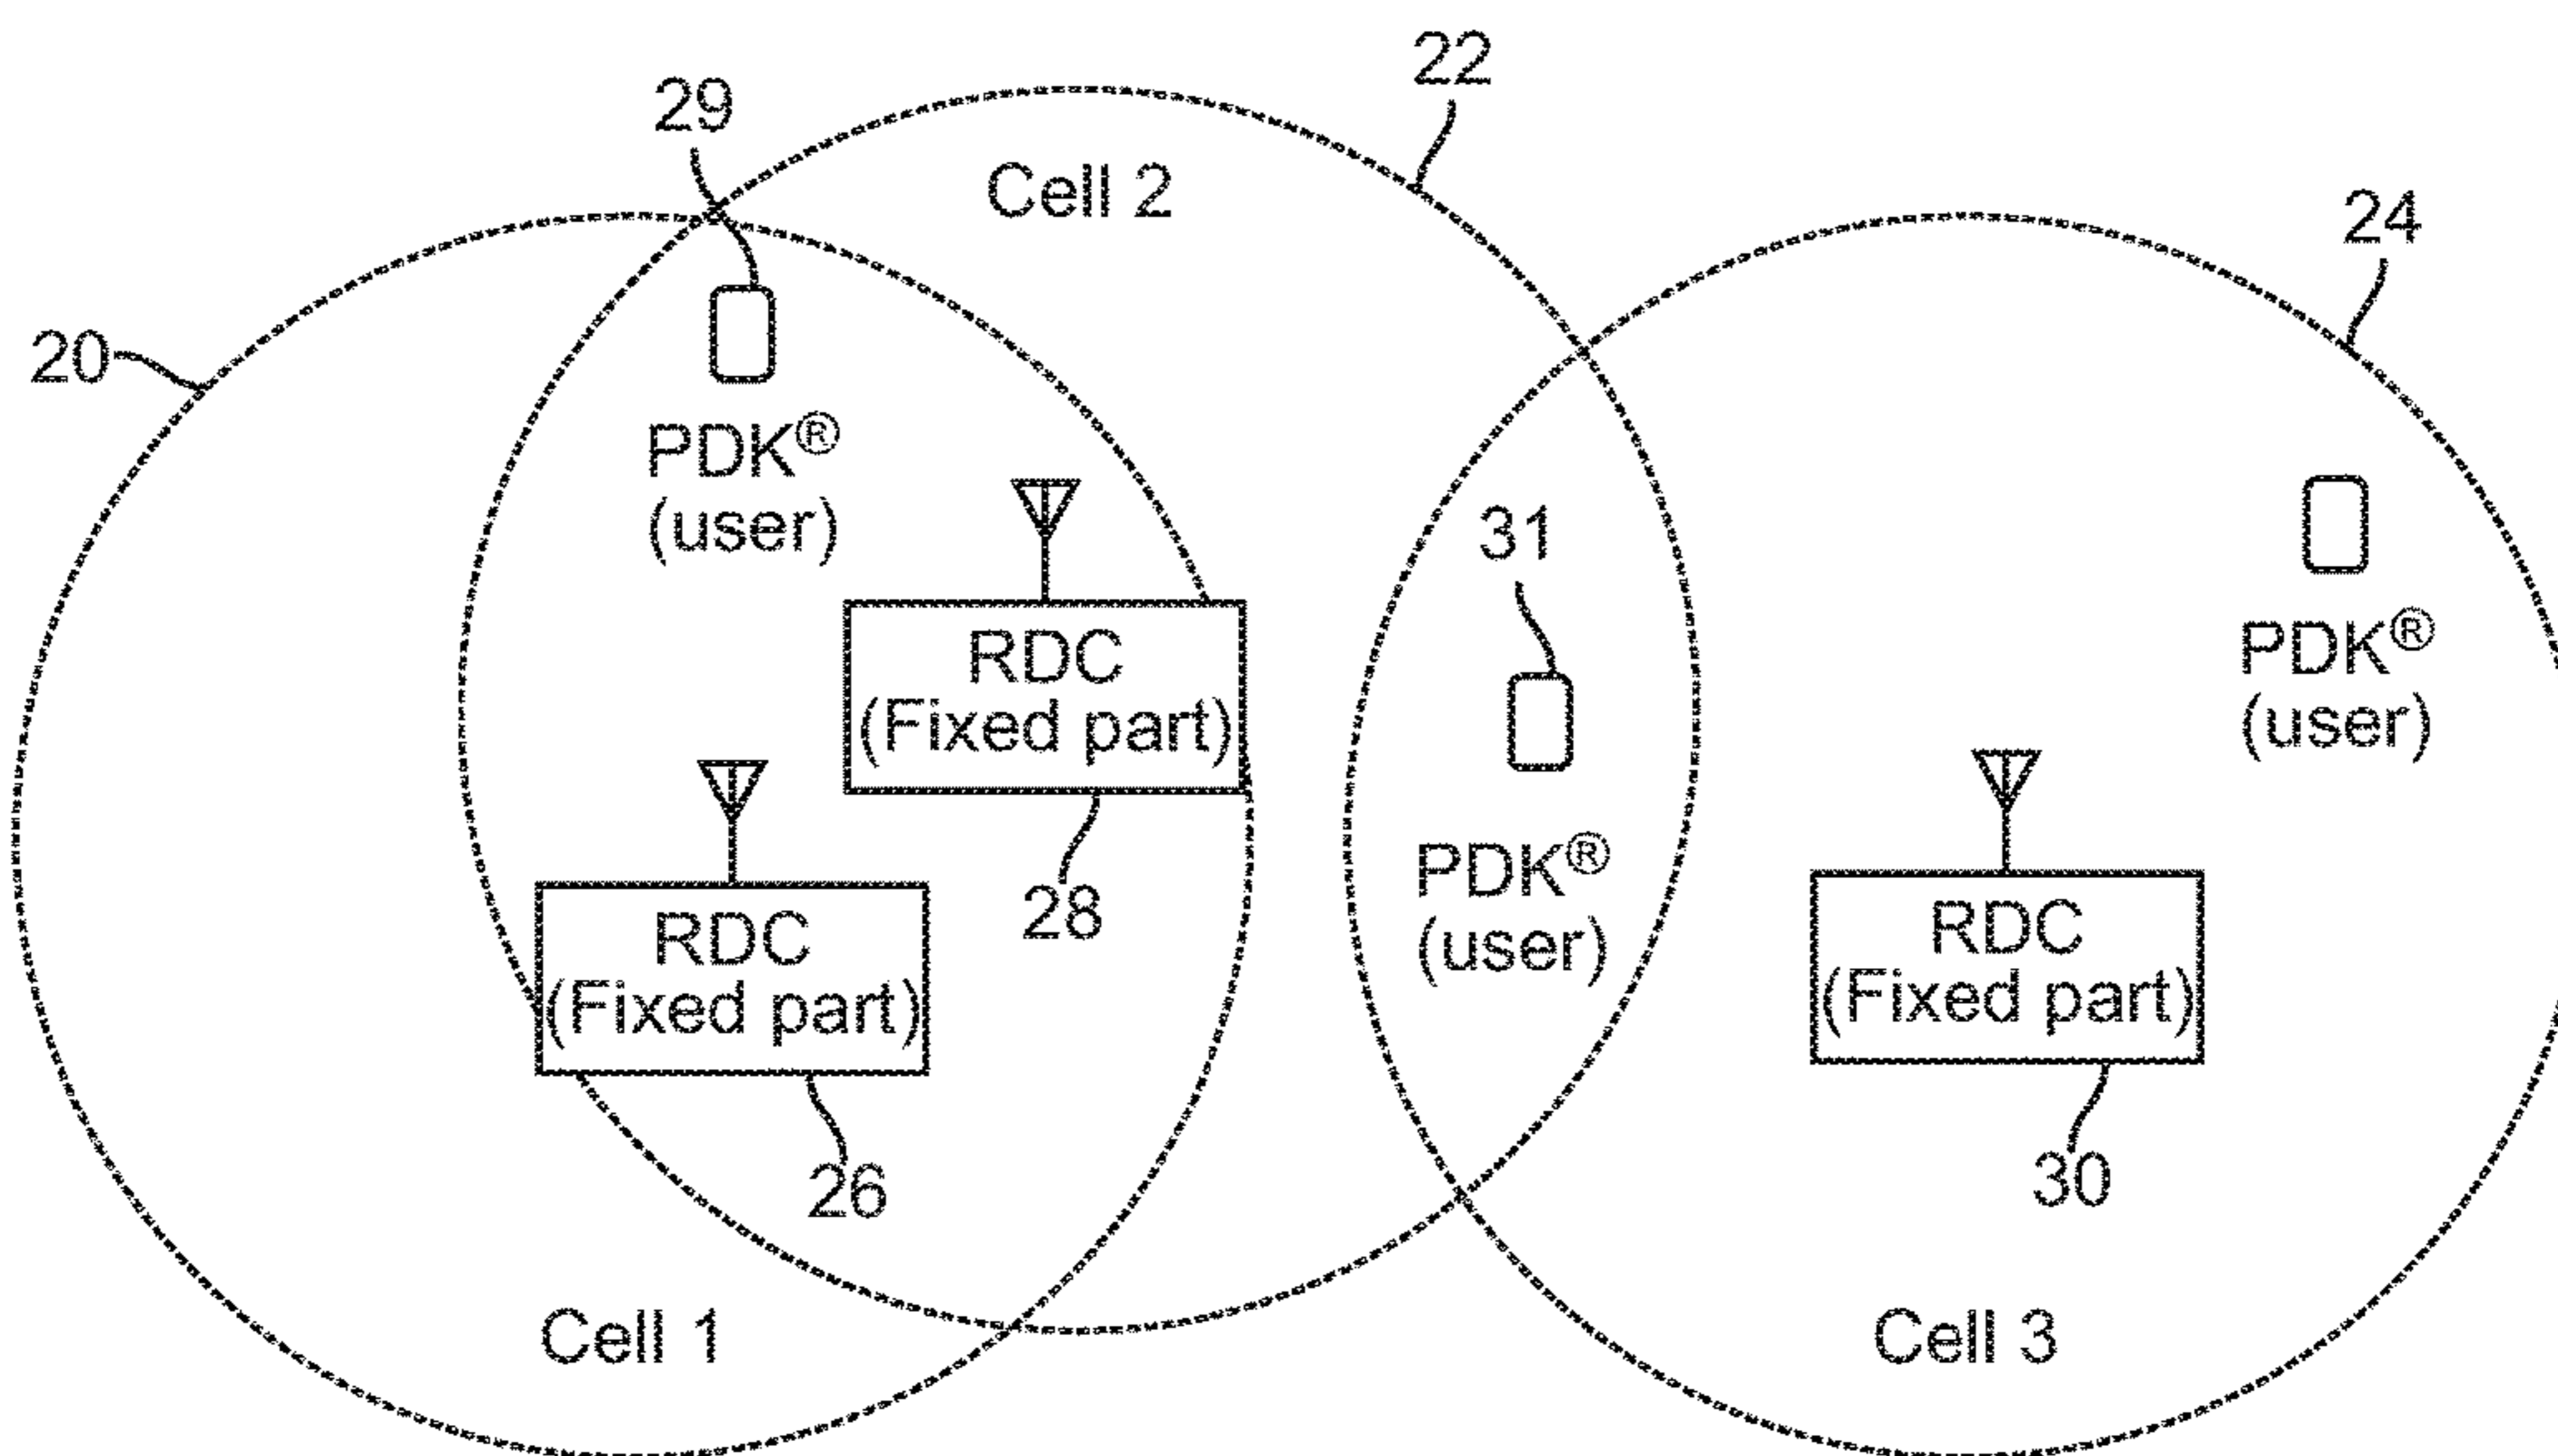 22
29
Cell 2
24
20
PDK®
(user)
31
RDC
(Fixed part)
PDK®
(user)
28
PDK®
(user)
RDC
(Fixed part)
RDC
(Fixed part)
26
30
Cell 1
Cell 3